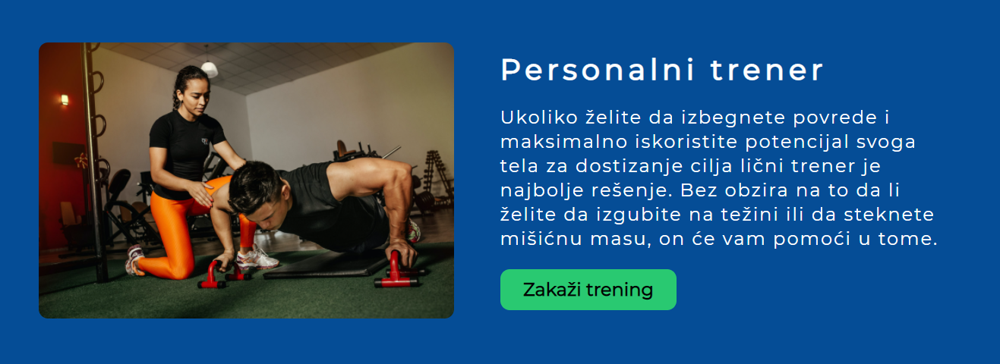 Personalni trener
Ukoliko želite da izbegnete povrede i
maksimalno iskoristite potencijal svoga
tela za dostizanje cilja lični trener je
najbolje rešenje. Bez obzira na to da li
želite da izgubite na težini ili da steknete
mišićnu masu, on će vam pomoći u tome.
Zakaži trening